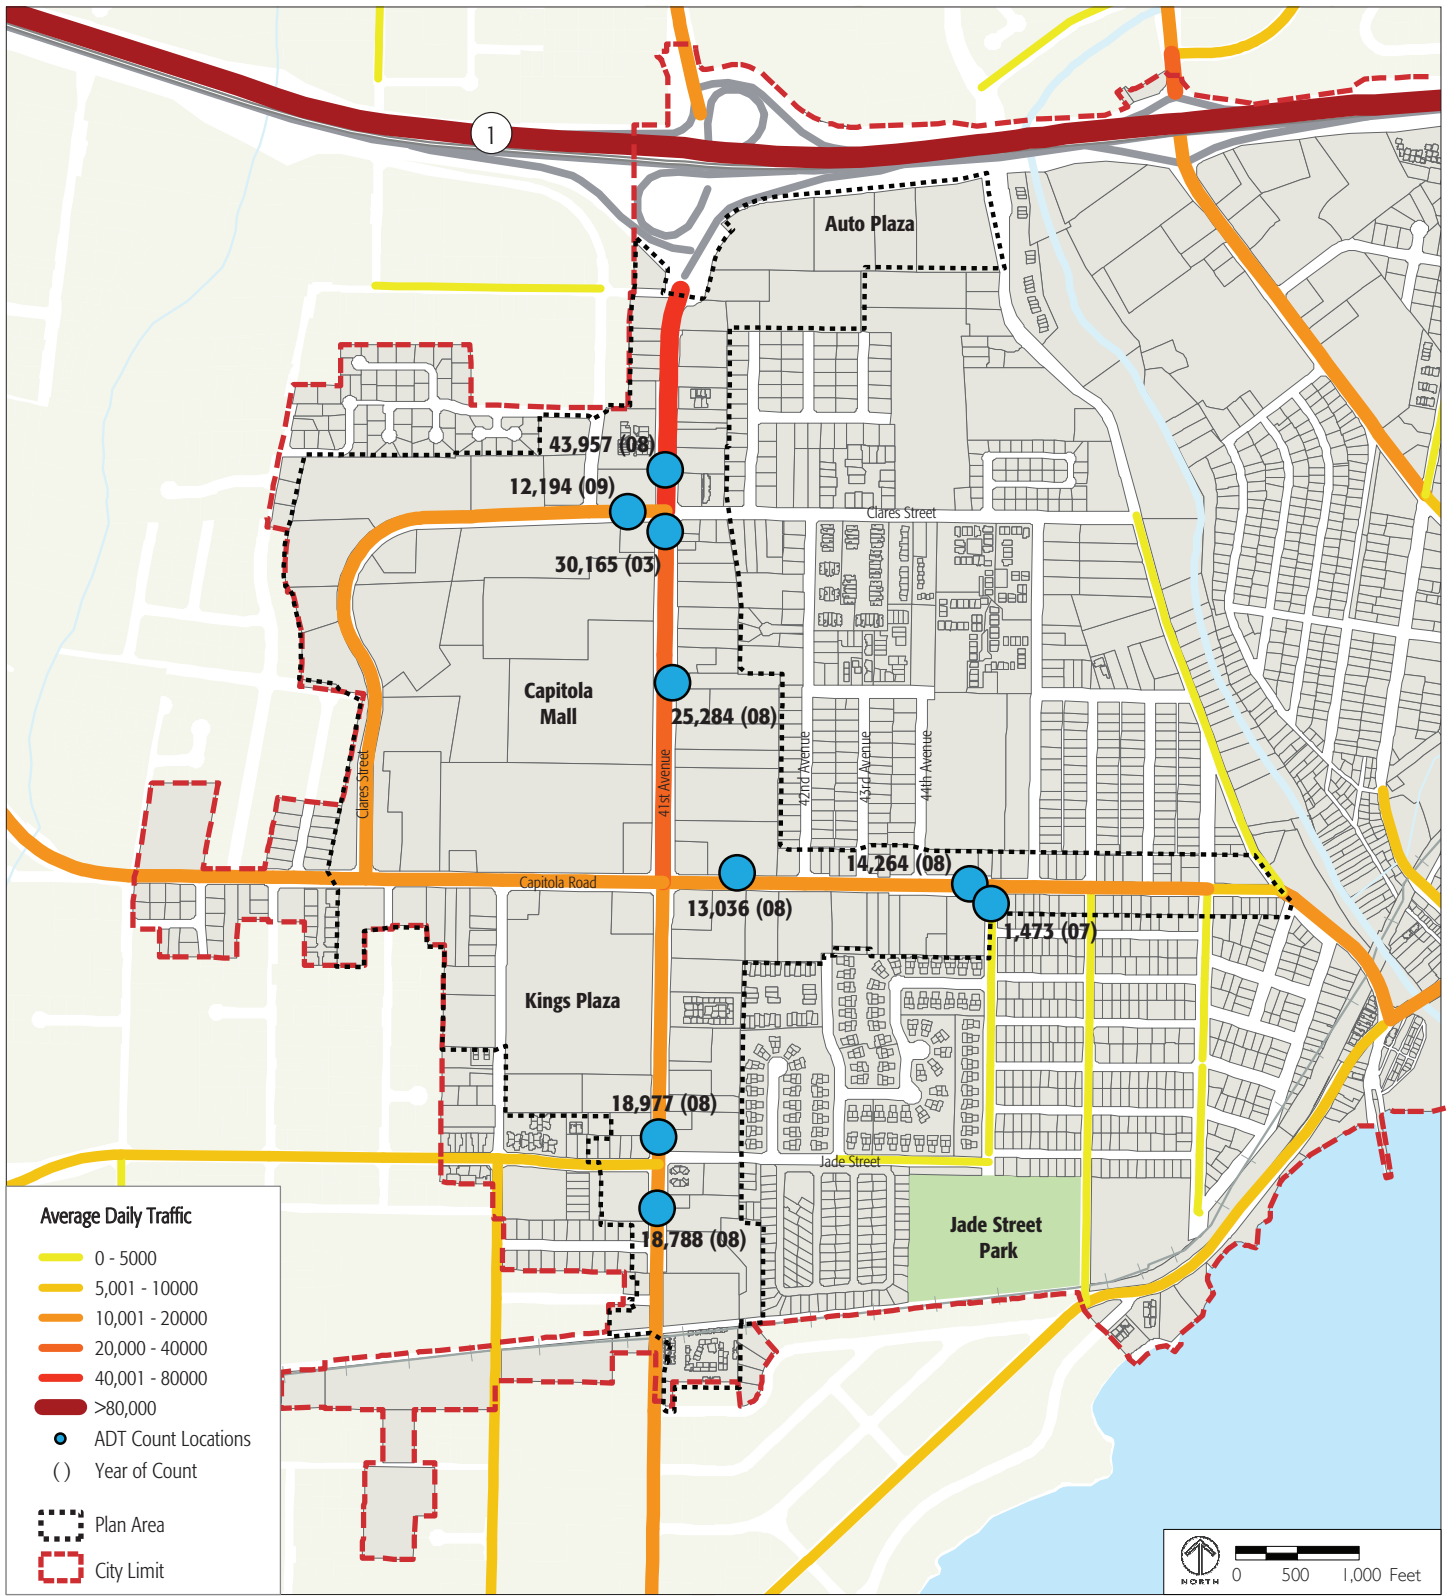 1
Auto Plaza
43,957 (08)
12,194 (09)
Clares Street
30,165 (03)
Capitola
Mall
25,284 (08)
Clares Street
41st Avenue
42nd Avenue
43rd Avenue
44th Avenue
14,264 (08)
Capitola Road
13,036 (08)
1,473 (07)
Kings Plaza
18,977 (08)
Jade Street
18,788 (08)
Jade Street
Park
Average Daily Traffic
0 - 5000
5,001 - 10000
10,001 - 20000
20,000 - 40000
40,001 - 80000
>80,000
ADT Count Locations
( ) Year of Count
Plan Area
City Limit
NORTH
0 500 1,000 Feet